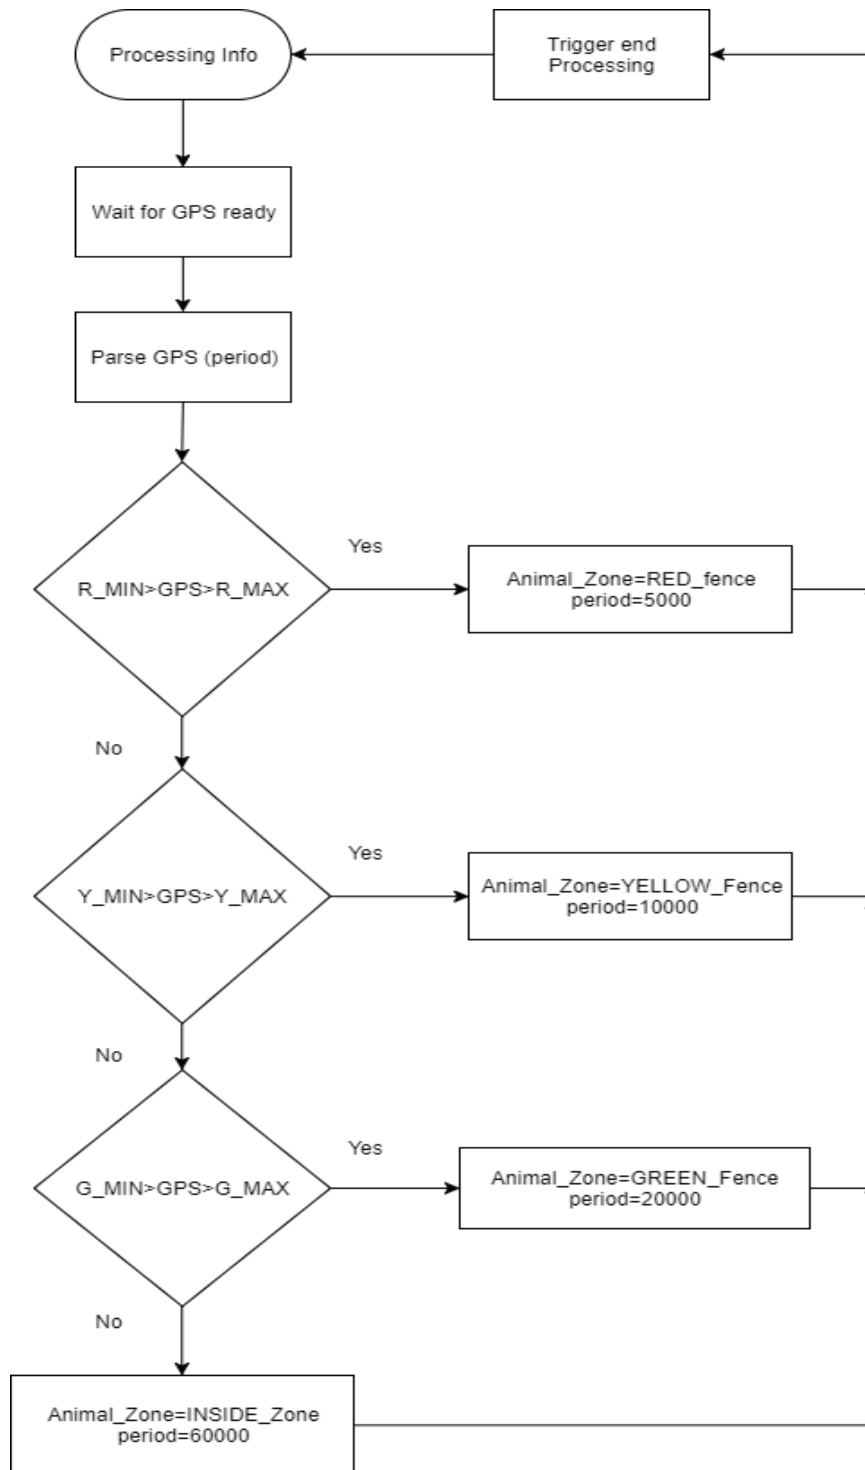 Processing Info
Trigger end
Processing
Wait for GPS ready
Parse GPS (period)
R_MIN>GPS>R_MAX
Yes
Animal_Zone=RED_fence
period=5000
No
Y_MIN>GPS>Y_MAX
Yes
Animal_Zone=YELLOW_Fence
period=10000
No
G_MIN>GPS>G_MAX
Yes
Animal_Zone=GREEN_Fence
period=20000
No
Animal_Zone=INSIDE_Zone
period=60000